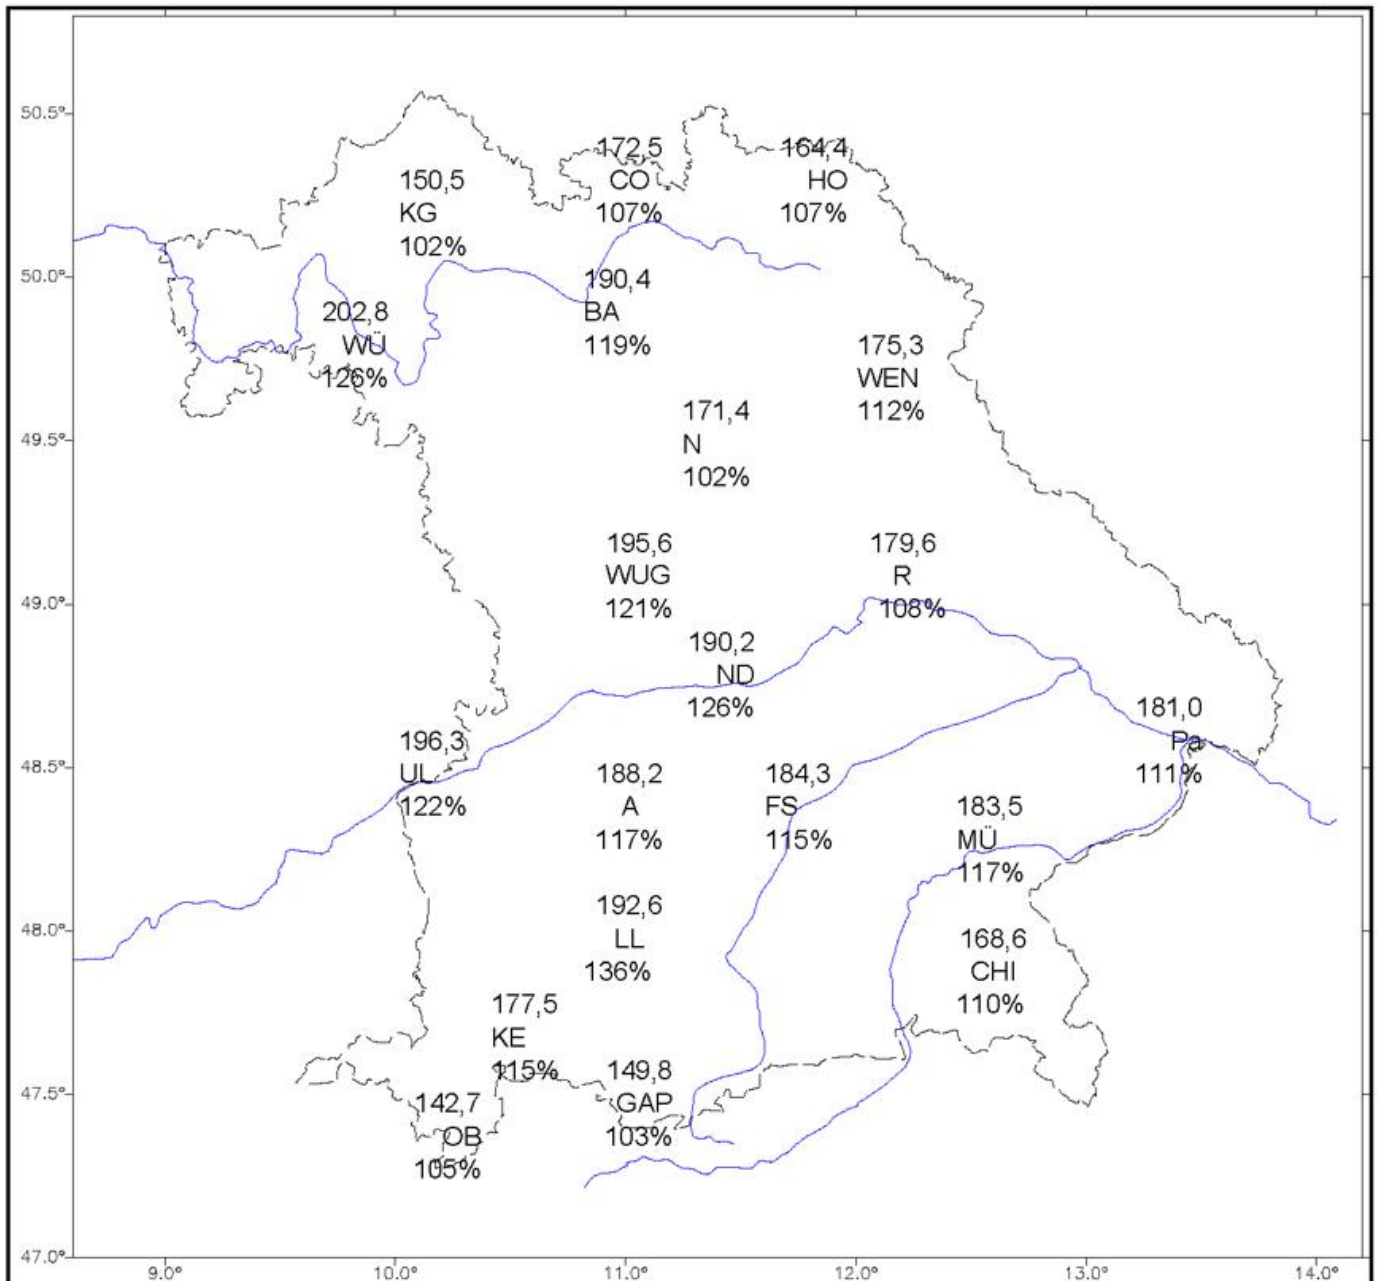 50.5°
172,5
CO
107%
164,4
HO
107%
150,5
KG
102%
50.0°
190,4
BA
119%
202,8
WÜ
126%
175,3
WEN
112%
171,4
N
102%
49.5°
195,6
WUG
121%
179,6
R
108%
49.0°
190,2
ND
126%
181,0
Pa
111%
196,3
UL
122%
48.5°
188,2
A
117%
184,3
FS
115%
183,5
MÜ
117%
192,6
LL
136%
48.0°
168,6
CHI
110%
177,5
KE
115%
149,8
GAP
103%
47.5°
142,7
OB
105%
47.0°
9.0°
10.0°
11.0°
12.0°
13.0°
14.0°